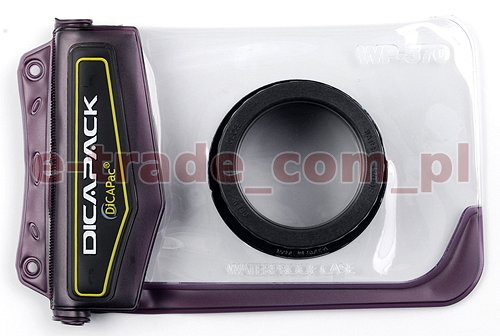 DICAPACK
DiCAPac®
WP-570
e-trade_com_pl
WATERPROOF CASE